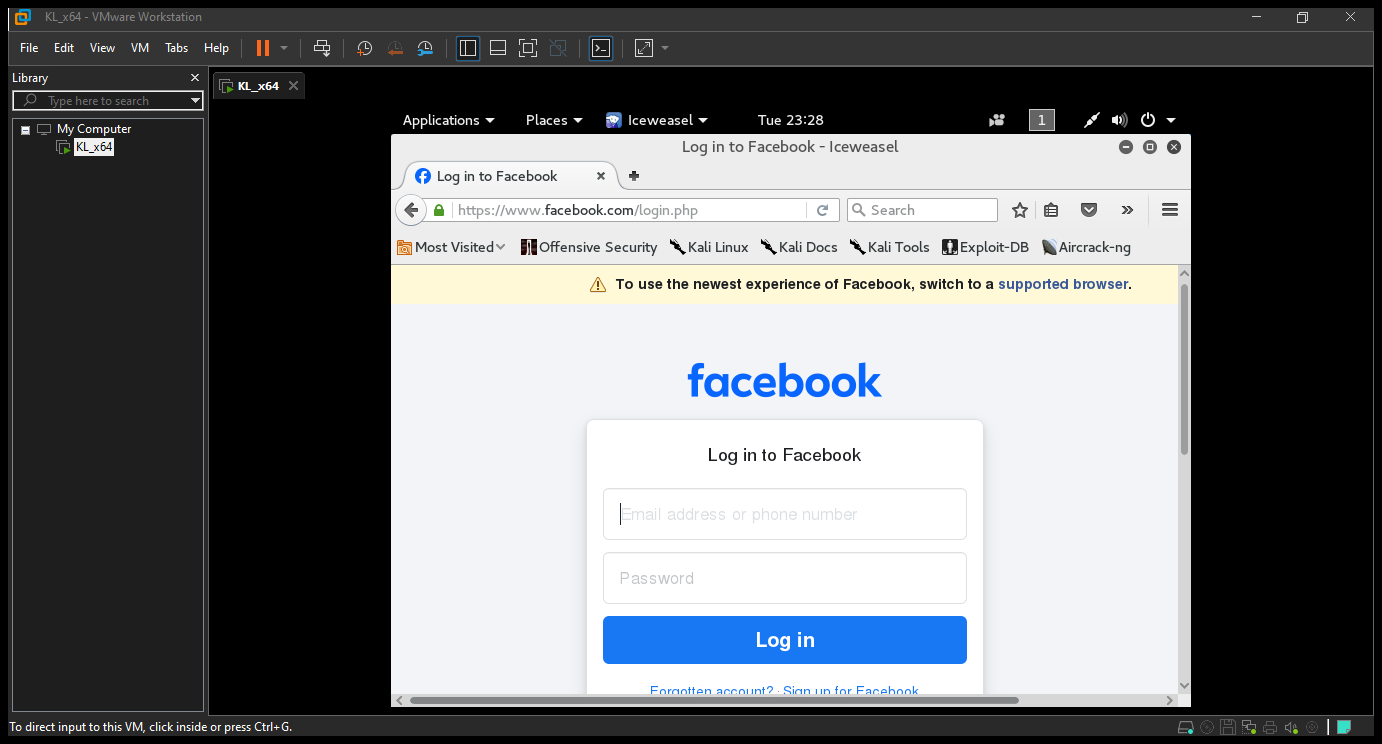 KL_x64 - VMware Workstation
File Edit View VM Tabs Help
Library
Type here to search
My Computer
KL_x64
KL_x64
Applications Places Iceweasel Tue 23:28 1
Log in to Facebook - Iceweasel
Log in to Facebook
https://www.facebook.com/login.php Search
Most Visited Offensive Security Kali Linux Kali Docs Kali Tools Exploit-DB Aircrack-ng
To use the newest experience of Facebook, switch to a supported browser.
facebook
Log in to Facebook
Email address or phone number
Password
Log in
Forgotten account? · Sign up for Facebook
To direct input to this VM, click inside or press Ctrl+G.